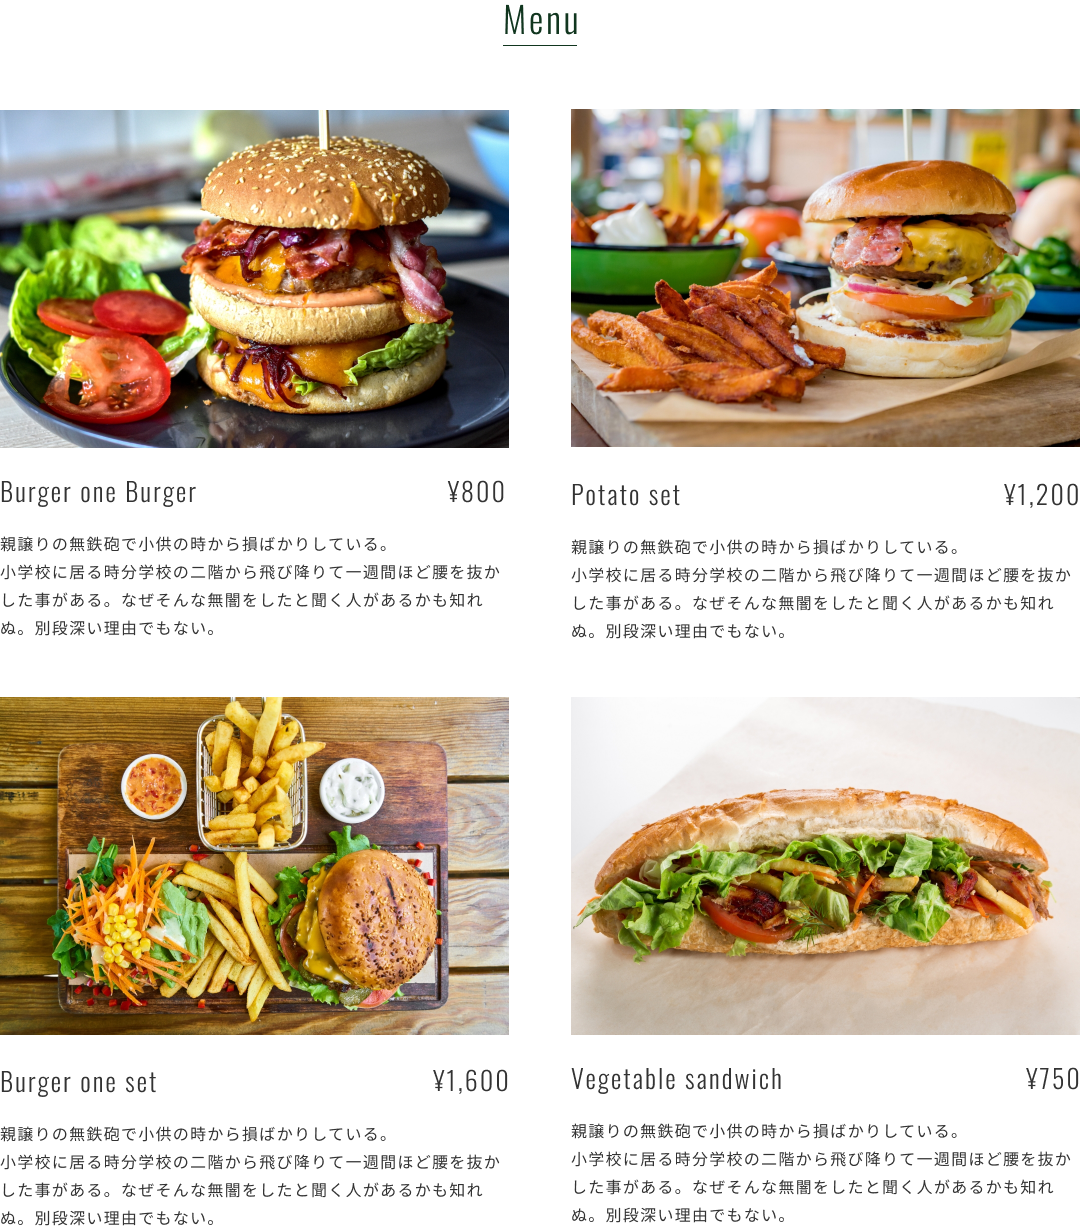 Menu
Burger one Burger ¥800
親譲りの無鉄砲で小供の時から損ばかりしている。
小学校に居る時分学校の二階から飛び降りて一週間ほど腰を抜か
した事がある。なぜそんな無闇をしたと聞く人があるかも知れ
ぬ。別段深い理由でもない。
Potato set ¥1,200
親譲りの無鉄砲で小供の時から損ばかりしている。
小学校に居る時分学校の二階から飛び降りて一週間ほど腰を抜か
した事がある。なぜそんな無闇をしたと聞く人があるかも知れ
ぬ。別段深い理由でもない。
Burger one set ¥1,600
親譲りの無鉄砲で小供の時から損ばかりしている。
小学校に居る時分学校の二階から飛び降りて一週間ほど腰を抜か
した事がある。なぜそんな無闇をしたと聞く人があるかも知れ
ぬ。別段深い理由でもない。
Vegetable sandwich ¥750
親譲りの無鉄砲で小供の時から損ばかりしている。
小学校に居る時分学校の二階から飛び降りて一週間ほど腰を抜か
した事がある。なぜそんな無闇をしたと聞く人があるかも知れ
ぬ。別段深い理由でもない。